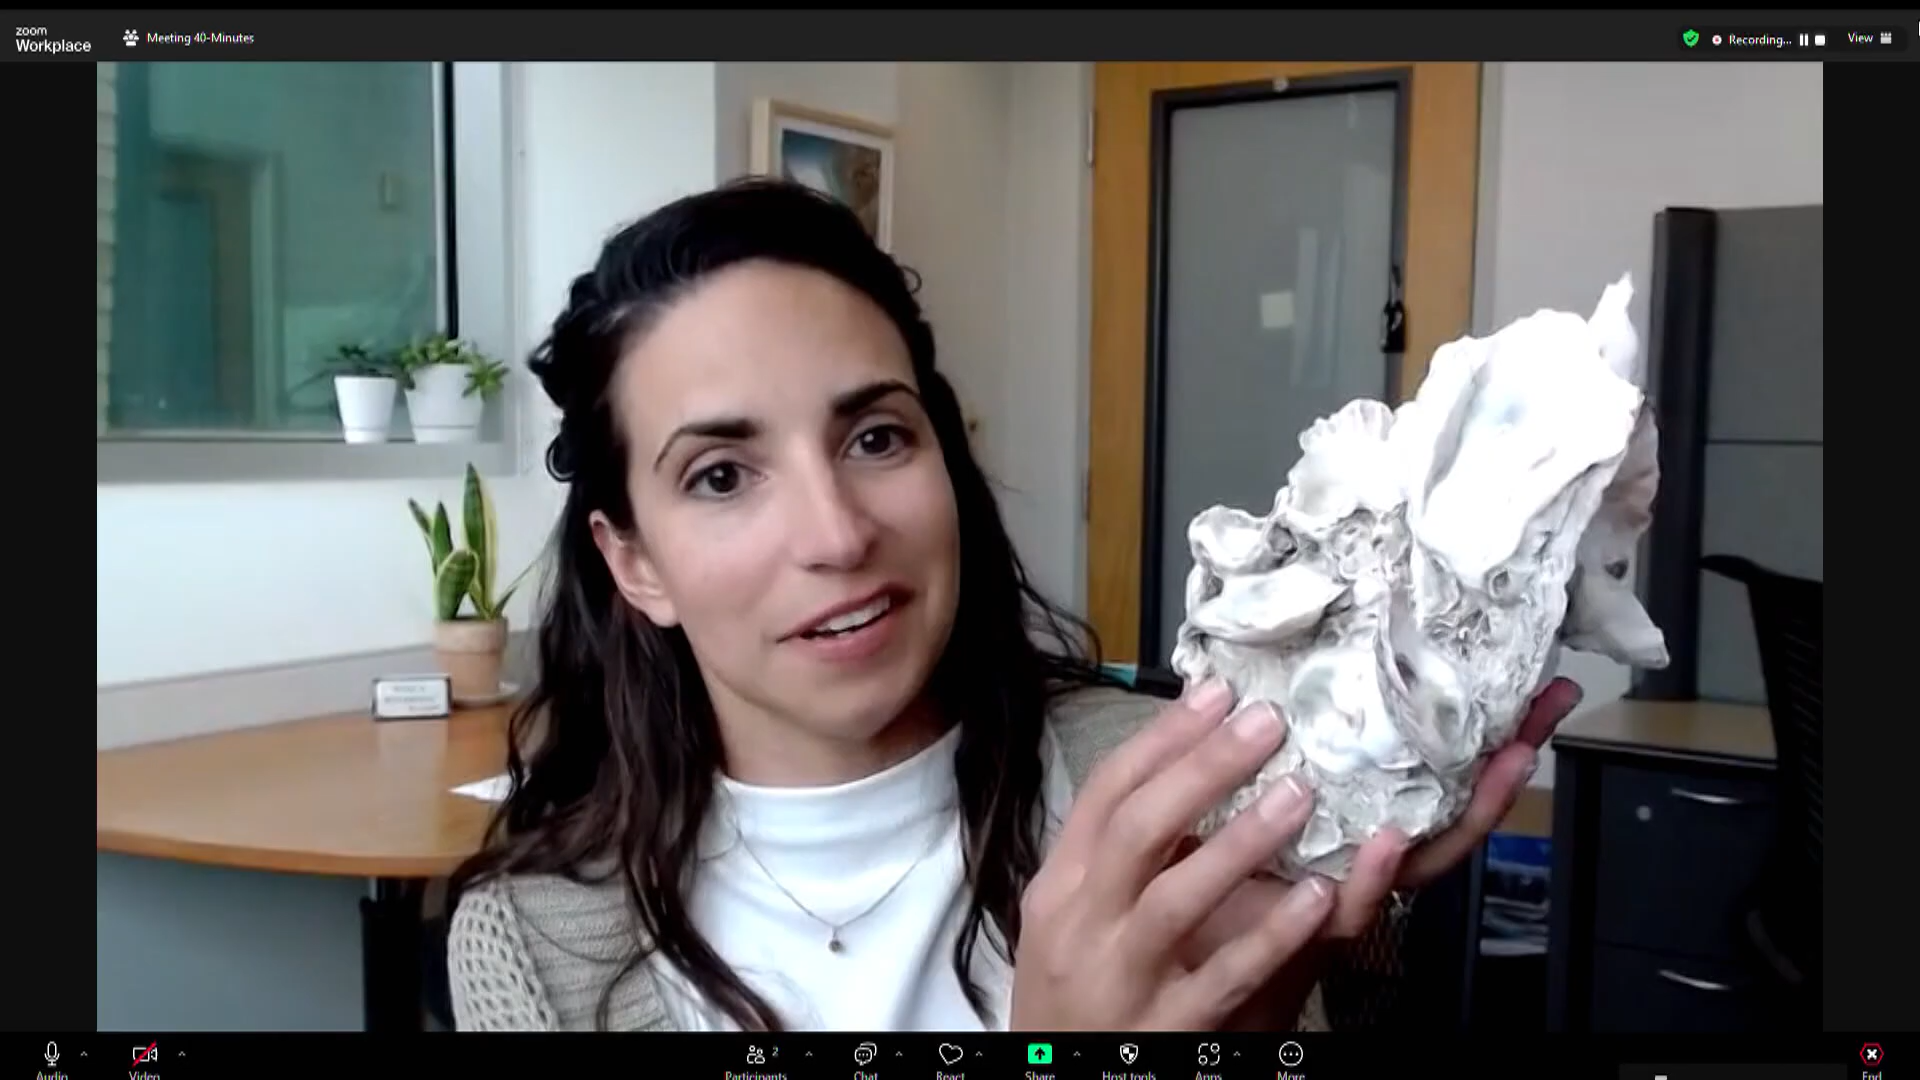 zoom
Workplace
Meeting 40-Minutes
Recording...
View
Audio
Video
2
Participants
Chat
React
Share
Host tools
Apps
More
End